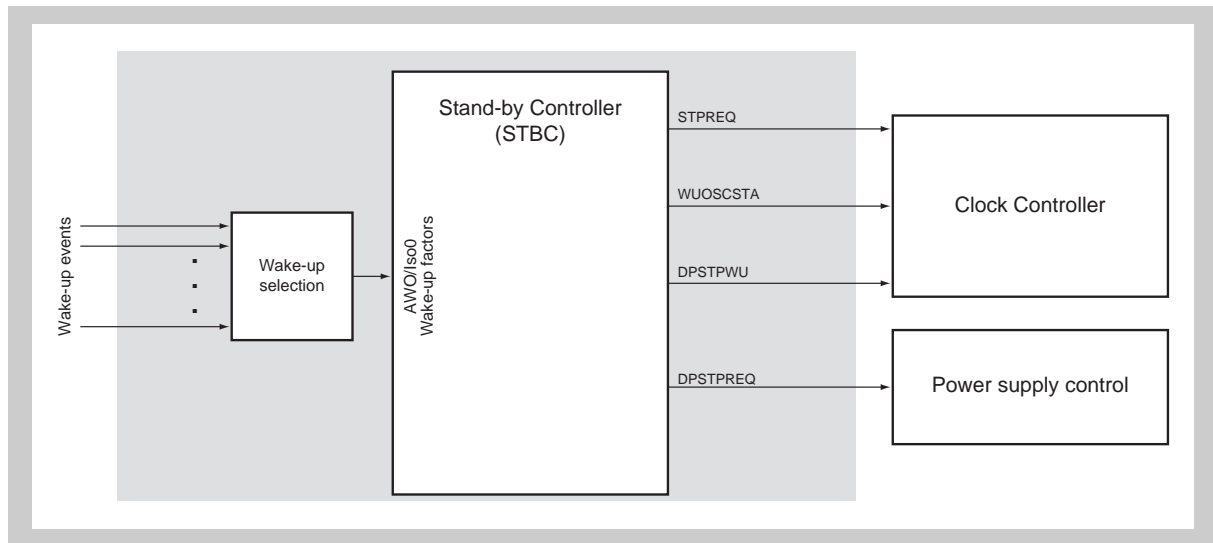 Wake-up events
Wake-up
selection
AWO/Iso0
Wake-up factors
Stand-by Controller
(STBC)
STPREQ
WUOSCSTA
DPSTPWU
DPSTPREQ
Clock Controller
Power supply control